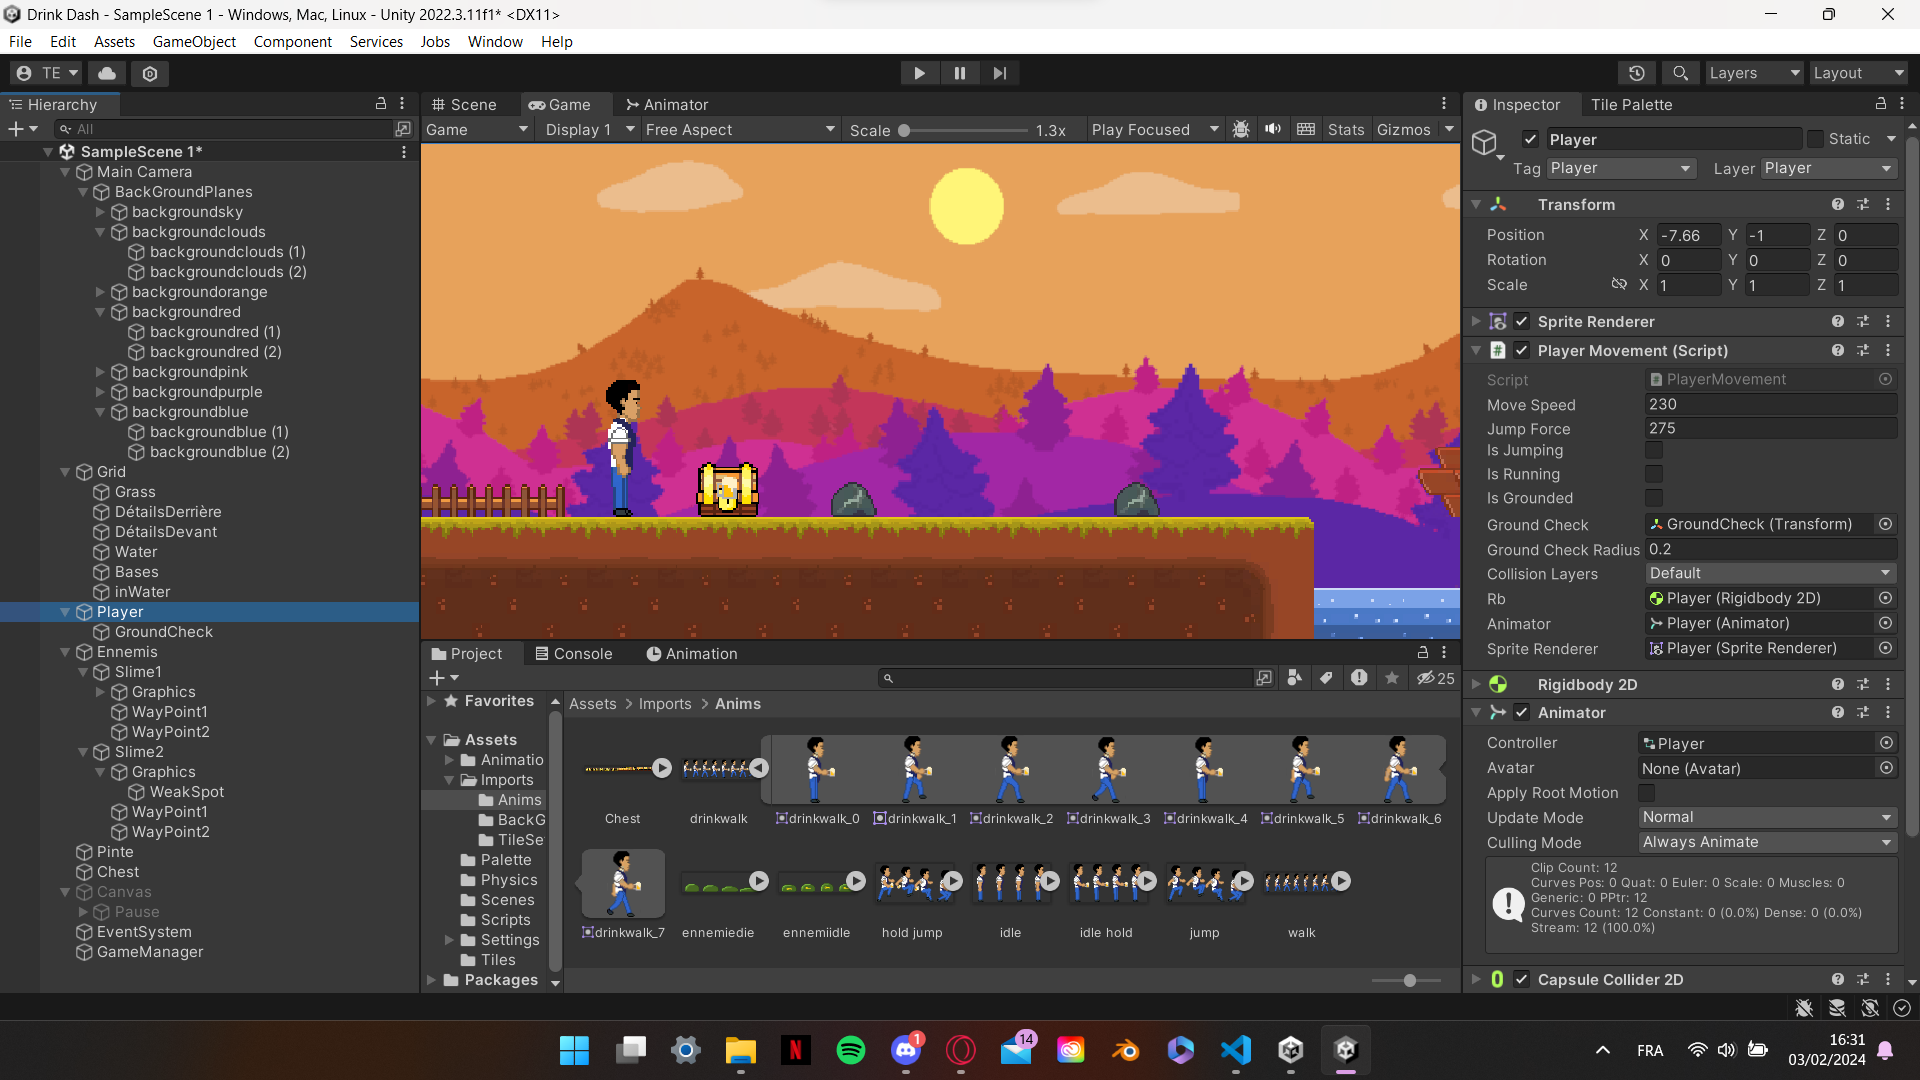 Drink Dash - SampleScene 1 - Windows, Mac, Linux - Unity 2022.3.11f1* <DX11>
File Edit Assets GameObject Component Services Jobs Window Help
TE
Layers
Layout
Hierarchy
All
SampleScene 1*
Main Camera
BackGroundPlanes
backgroundsky
backgroundclouds
backgroundclouds (1)
backgroundclouds (2)
backgroundorange
backgroundred
backgroundred (1)
backgroundred (2)
backgroundpink
backgroundpurple
backgroundblue
backgroundblue (1)
backgroundblue (2)
Grid
Grass
DétailsDerrière
DétailsDevant
Water
Bases
inWater
Player
GroundCheck
Ennemis
Slime1
Graphics
WayPoint1
WayPoint2
Slime2
Graphics
WeakSpot
WayPoint1
WayPoint2
Pinte
Chest
Canvas
Pause
EventSystem
GameManager
Scene Game Animator
Game Display 1 Free Aspect Scale 1.3x Play Focused Stats Gizmos
Project Console Animation
25
Favorites
Assets
Animatio
Imports
Anims
BackG
TileSe
Palette
Physics
Scenes
Scripts
Settings
Tiles
Packages
Assets > Imports > Anims
Chest drinkwalk drinkwalk_0 drinkwalk_1 drinkwalk_2 drinkwalk_3 drinkwalk_4 drinkwalk_5 drinkwalk_6
drinkwalk_7 ennemiedie ennemiidle hold jump idle idle hold jump walk
Inspector Tile Palette
Player Static
Tag Player Layer Player
Transform
Position X -7.66 Y -1 Z 0
Rotation X 0 Y 0 Z 0
Scale X 1 Y 1 Z 1
Sprite Renderer
# Player Movement (Script)
Script PlayerMovement
Move Speed 230
Jump Force 275
Is Jumping
Is Running
Is Grounded
Ground Check GroundCheck (Transform)
Ground Check Radius 0.2
Collision Layers Default
Rb Player (Rigidbody 2D)
Animator Player (Animator)
Sprite Renderer Player (Sprite Renderer)
Rigidbody 2D
Animator
Controller Player
Avatar None (Avatar)
Apply Root Motion
Update Mode Normal
Culling Mode Always Animate
Clip Count: 12
Curves Pos: 0 Quat: 0 Euler: 0 Scale: 0 Muscles: 0
Generic: 0 PPtr: 12
Curves Count: 12 Constant: 0 (0.0%) Dense: 0 (0.0%)
Stream: 12 (100.0%)
Capsule Collider 2D
N
1
14
FRA
16:31
03/02/2024